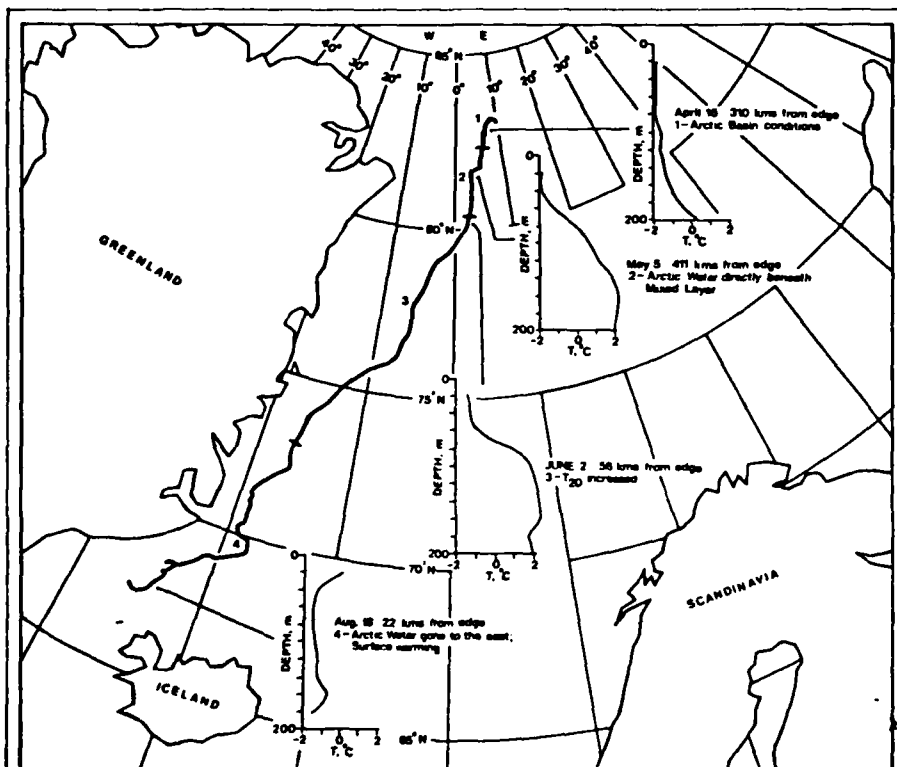 W E
85°N
40°
30°
20°
10°
0°
10°
20°
30°
40°
1
2
80°N
3
GREENLAND
0
DEPTH, m
200
-2 0 2
T,°C
April 16 310 kms from edge
1-Arctic Basin conditions
0
DEPTH, m
200
-2 0 2
T,°C
May 5 411 kms from edge
2-Arctic Water directly beneath
Mixed Layer
75°N
0
DEPTH, m
200
-2 0 2
T,°C
JUNE 2 56 kms from edge
3-T20 increased
4
70°N
0
DEPTH, m
200
-2 0 2
T,°C
Aug. 18 22 kms from edge
4-Arctic Water gone to the east;
Surface warming
SCANDINAVIA
ICELAND
65°N